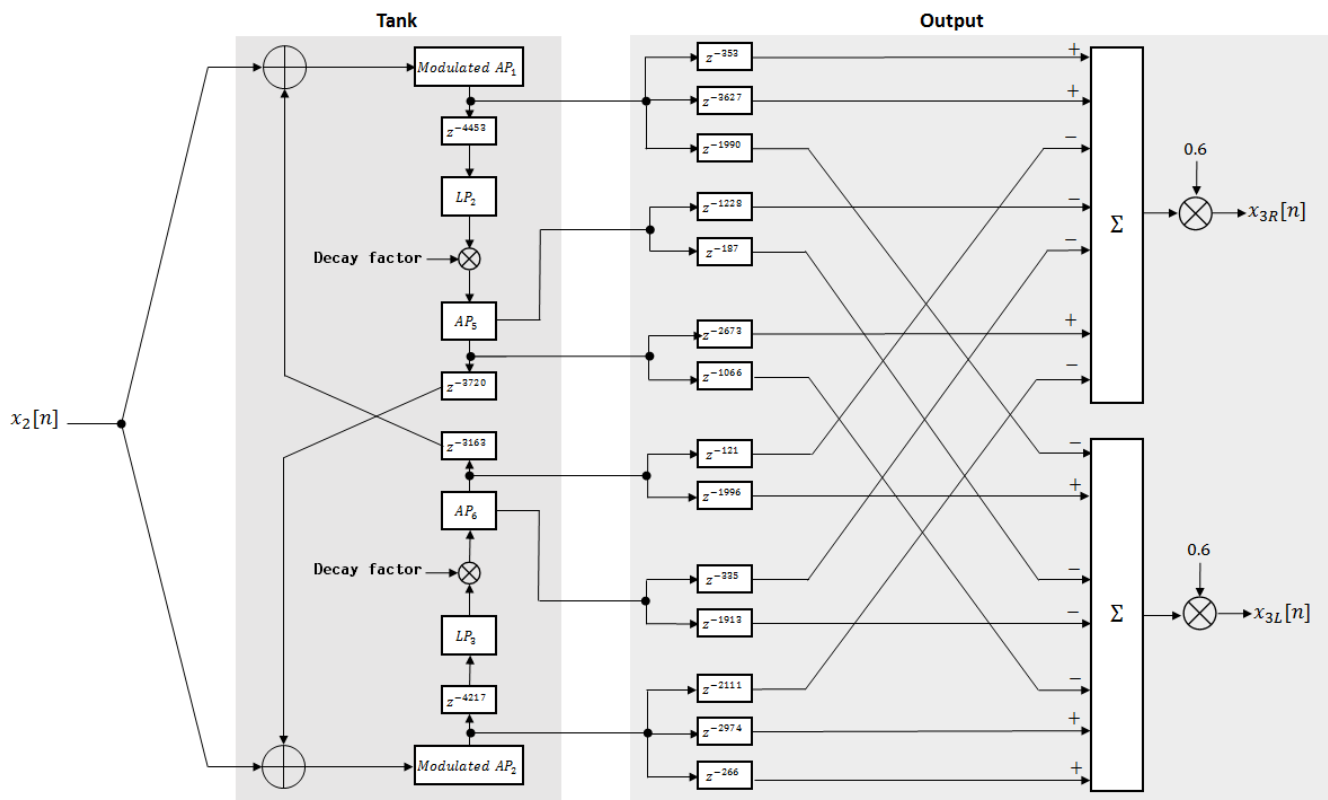 Tank
Output
Modulated AP₁
z⁻⁴⁴⁵³
LP₂
Decay factor
AP₅
z⁻³⁷²⁰
x₂[n]
z⁻³¹⁶³
AP₆
Decay factor
LP₃
z⁻⁴²¹⁷
Modulated AP₂
z⁻³⁵³
z⁻³⁶²⁷
z⁻¹⁹⁹⁰
z⁻¹²²⁸
z⁻¹⁸⁷
z⁻²⁶⁷³
z⁻¹⁰⁶⁶
z⁻¹²¹
z⁻¹⁹⁹⁶
z⁻³³⁵
z⁻¹⁹¹³
z⁻²¹¹¹
z⁻²⁹⁷⁴
z⁻²⁶⁶
+
+
−
−
−
+
−
Σ
0.6
x₃R[n]
−
+
−
−
−
+
+
Σ
0.6
x₃L[n]